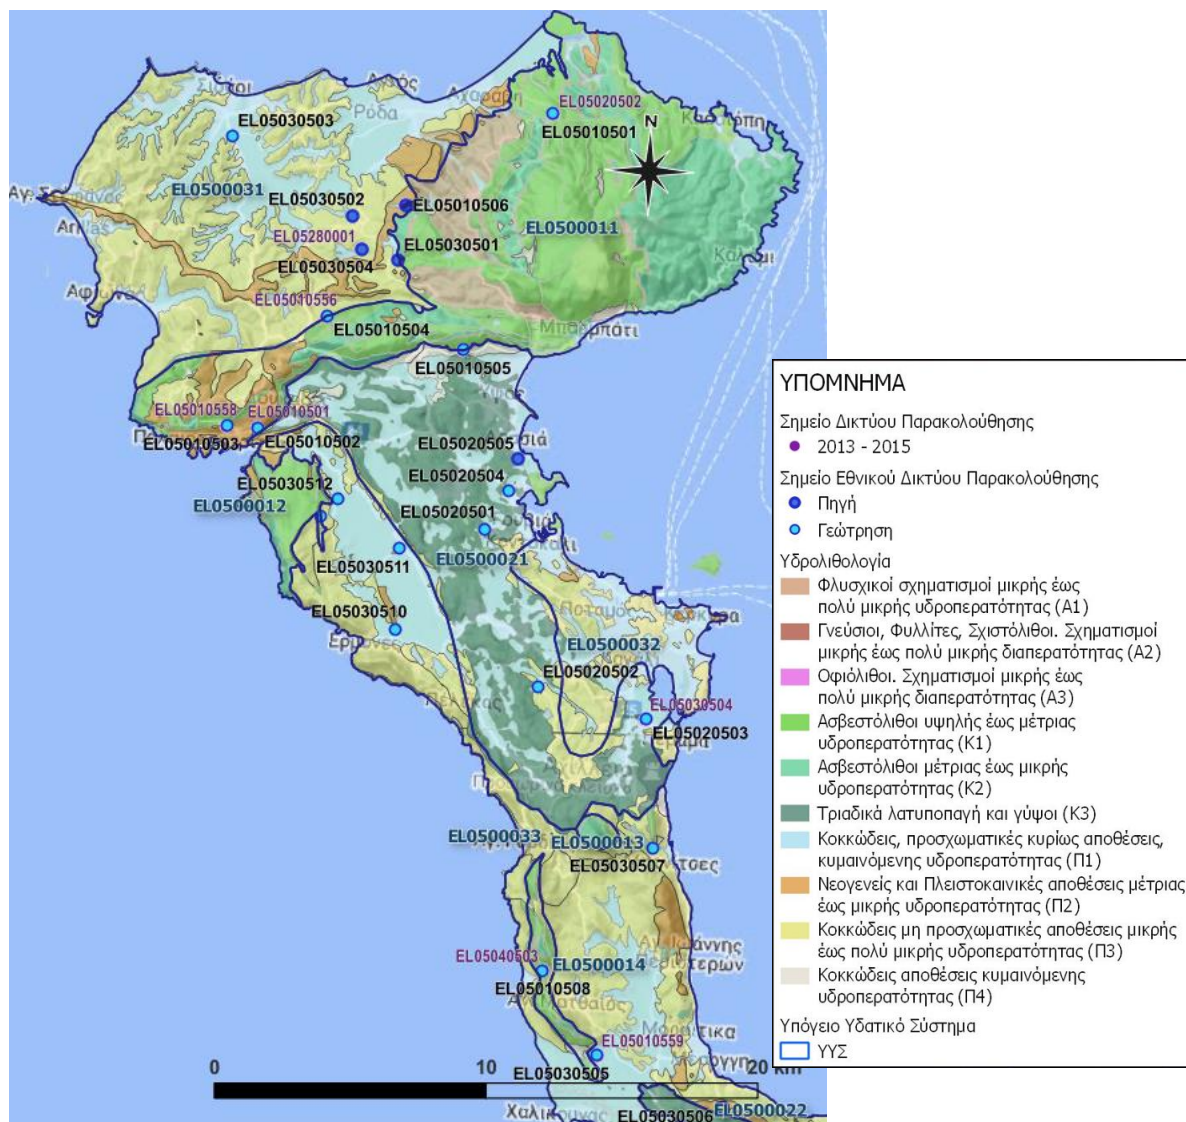 Ρόδα
EL05020502
EL05030503
EL05010501
N
EL0500031
EL05030502
EL05010506
EL0500011
EL05280001
EL05030501
EL05030504
EL05010556
EL05010504
Μπαρμπάτι
EL05010505
EL05010558
EL05010501
EL05010503
EL05010502
EL05020505
EL05030512
EL05020504
EL0500012
EL05020501
EL0500021
EL05030511
EL05030510
Ποταμός
Ερμονες
EL0500032
EL05020502
EL05030504
EL05020503
EL0500033
EL0500013
EL05030507
EL05040503
EL0500014
EL05010508
EL05010559
EL05030505
0 10 20 km
Χαλικουνας
EL05030506
EL0500022
ΥΠΟΜΝΗΜΑ
Σημείο Δικτύου Παρακολούθησης
2013 - 2015
Σημείο Εθνικού Δικτύου Παρακολούθησης
Πηγή
Γεώτρηση
Υδρολιθολογία
Φλυσχικοί σχηματισμοί μικρής έως
πολύ μικρής υδροπερατότητας (Α1)
Γνεύσιοι, Φυλλίτες, Σχιστόλιθοι. Σχηματισμοί
μικρής έως πολύ μικρής διαπερατότητας (Α2)
Οφιόλιθοι. Σχηματισμοί μικρής έως
πολύ μικρής διαπερατότητας (Α3)
Ασβεστόλιθοι υψηλής έως μέτριας
υδροπερατότητας (Κ1)
Ασβεστόλιθοι μέτριας έως μικρής
υδροπερατότητας (Κ2)
Τριαδικά λατυποπαγή και γύψοι (Κ3)
Κοκκώδεις, προσχωματικές κυρίως αποθέσεις,
κυμαινόμενης υδροπερατότητας (Π1)
Νεογενείς και Πλειστοκαινικές αποθέσεις μέτριας
έως μικρής υδροπερατότητας (Π2)
Κοκκώδεις μη προσχωματικές αποθέσεις μικρής
έως πολύ μικρής υδροπερατότητας (Π3)
Κοκκώδεις αποθέσεις κυμαινόμενης
υδροπερατότητας (Π4)
Υπόγειο Υδατικό Σύστημα
ΥΥΣ